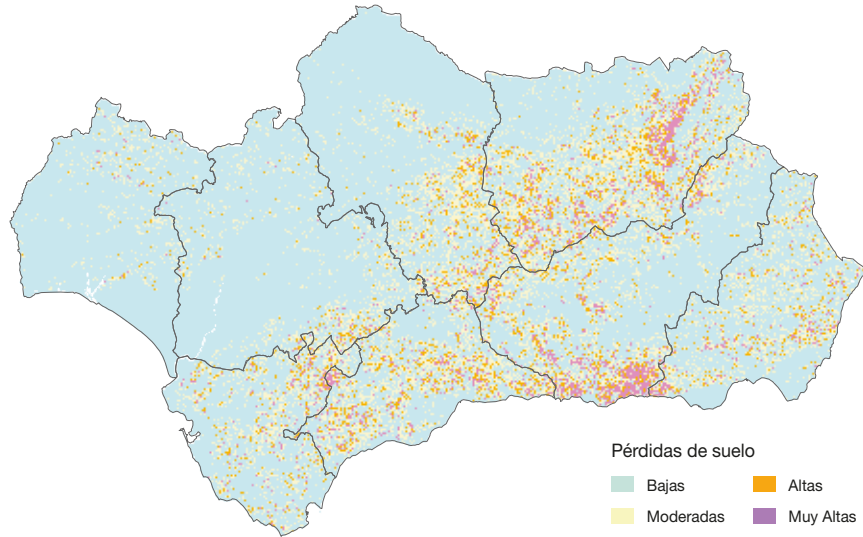 Pérdidas de suelo
Bajas
Altas
Moderadas
Muy Altas